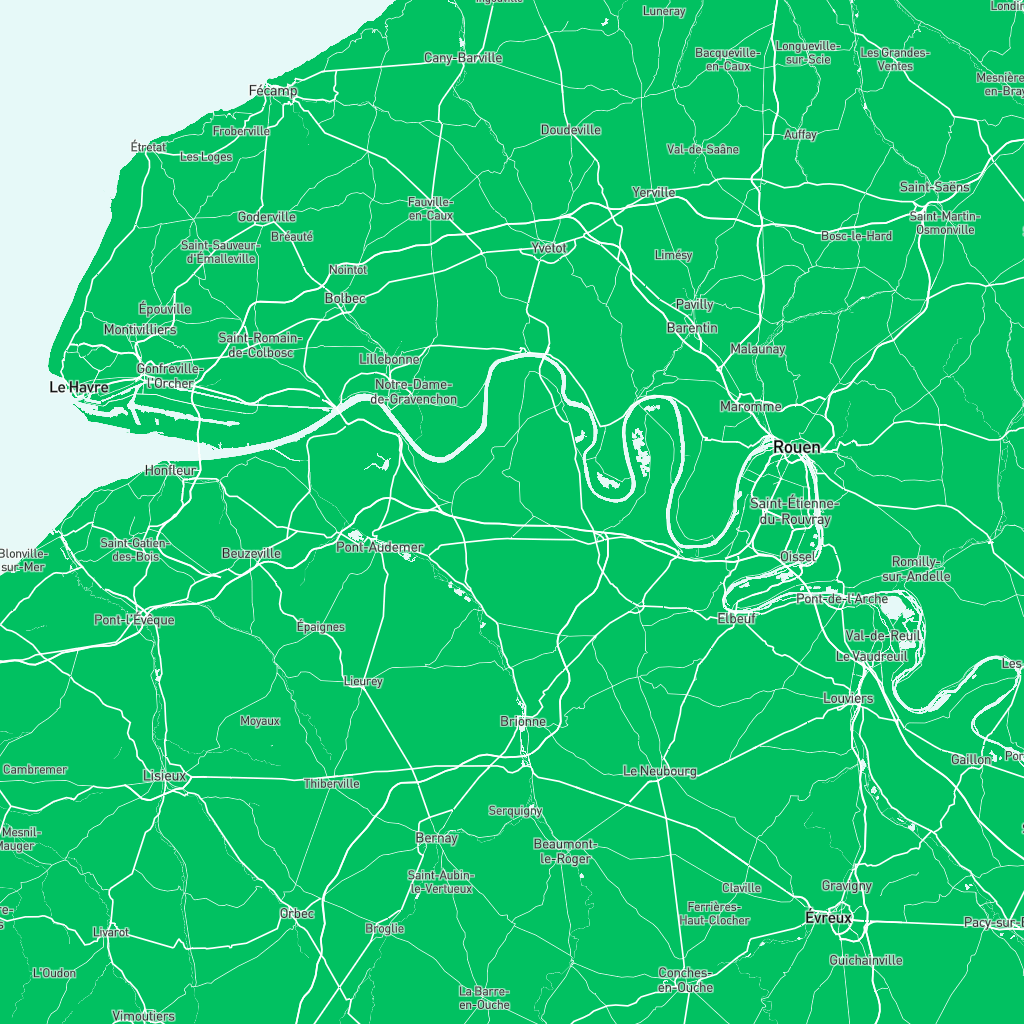 Ingouville
Luneray
Londin
Cany-Barville
Bacqueville-
en-Caux
Longueville-
sur-Scie
Les Grandes-
Ventes
Mesnière
en-Bray
Fécamp
Froberville
Doudeville
Auffay
Étretat
Les Loges
Val-de-Saâne
Yerville
Saint-Saëns
Fauville-
en-Caux
Goderville
Saint-Martin-
Osmonville
Bréauté
Bosc-le-Hard
Saint-Sauveur-
d'Émalleville
Yvetot
Limésy
Nointot
Bolbec
Épouville
Pavilly
Montivilliers
Barentin
Saint-Romain-
de-Colbosc
Malaunay
Lillebonne
Gonfreville-
l'Orcher
Le Havre
Notre-Dame-
de-Gravenchon
Maromme
Rouen
Honfleur
Saint-Étienne-
du-Rouvray
Saint-Gatien-
des-Bois
Blonville-
sur-Mer
Beuzeville
Pont-Audemer
Oissel
Romilly-
sur-Andelle
Pont-de-l'Arche
Pont-l'Évêque
Elbeuf
Épaignes
Val-de-Reuil
Le Vaudreuil
Les
Lieurey
Louviers
Moyaux
Brionne
Cambremer
Lisieux
Thiberville
Le Neubourg
Gaillon
Por
Serquigny
Mesnil-
Mauger
Bernay
Beaumont-
le-Roger
Saint-Aubin-
le-Vertueux
Claville
Gravigny
Orbec
Ferrières-
Haut-Clocher
Évreux
Pacy-sur-E
Livarot
Broglie
Guichainville
L'Oudon
Conches-
en-Ouche
La Barre-
en-Ouche
Vimoutiers